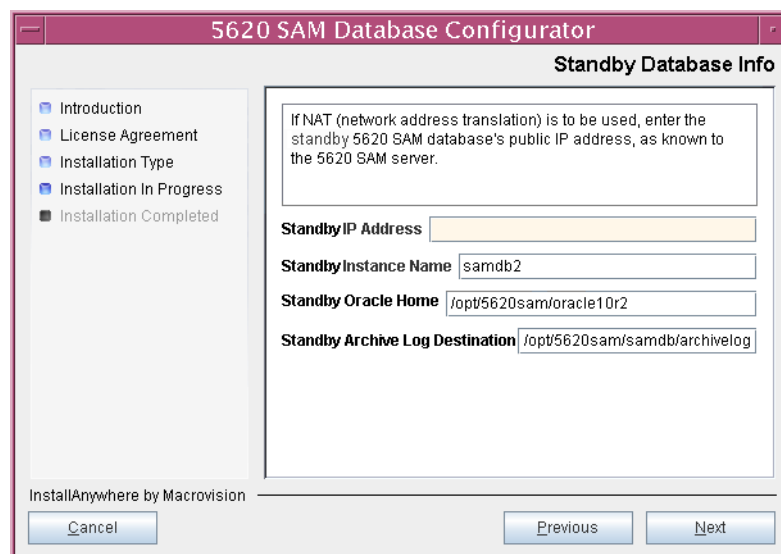 5620 SAM Database Configurator
Standby Database Info
Introduction
License Agreement
Installation Type
Installation In Progress
Installation Completed
If NAT (network address translation) is to be used, enter the
standby 5620 SAM database's public IP address, as known to
the 5620 SAM server.
Standby IP Address
Standby Instance Name samdb2
Standby Oracle Home /opt/5620sam/oracle10r2
Standby Archive Log Destination /opt/5620sam/samdb/archivelog
InstallAnywhere by Macrovision
Cancel Previous Next